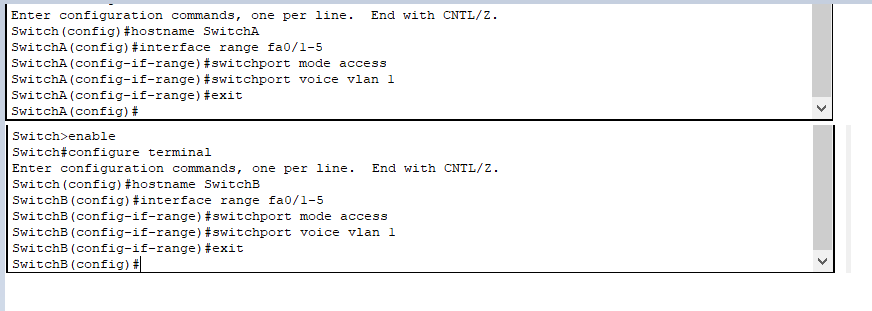 Enter configuration commands, one per line.  End with CNTL/Z.
Switch(config)#hostname SwitchA
SwitchA(config)#interface range fa0/1-5
SwitchA(config-if-range)#switchport mode access
SwitchA(config-if-range)#switchport voice vlan 1
SwitchA(config-if-range)#exit
SwitchA(config)#
Switch>enable
Switch#configure terminal
Enter configuration commands, one per line.  End with CNTL/Z.
Switch(config)#hostname SwitchB
SwitchB(config)#interface range fa0/1-5
SwitchB(config-if-range)#switchport mode access
SwitchB(config-if-range)#switchport voice vlan 1
SwitchB(config-if-range)#exit
SwitchB(config)#